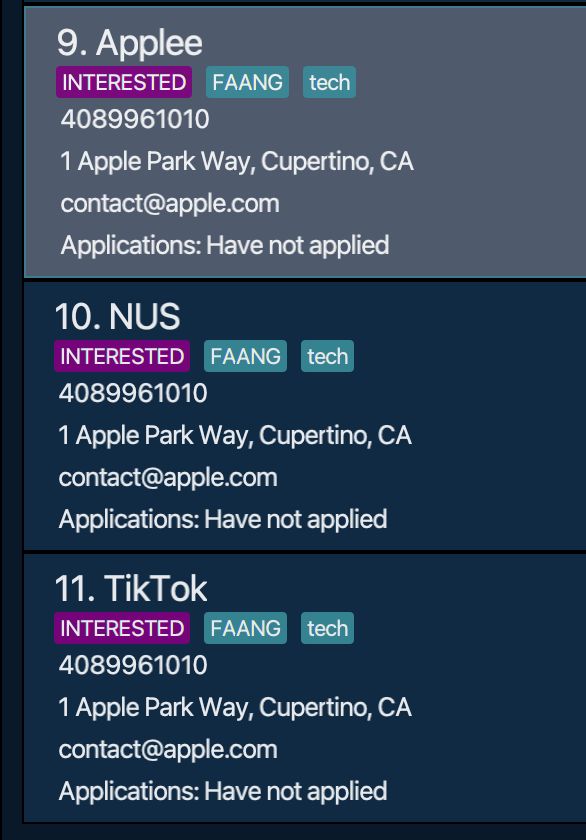 9. Applee
INTERESTED FAANG tech
4089961010
1 Apple Park Way, Cupertino, CA
contact@apple.com
Applications: Have not applied
10. NUS
INTERESTED FAANG tech
4089961010
1 Apple Park Way, Cupertino, CA
contact@apple.com
Applications: Have not applied
11. TikTok
INTERESTED FAANG tech
4089961010
1 Apple Park Way, Cupertino, CA
contact@apple.com
Applications: Have not applied